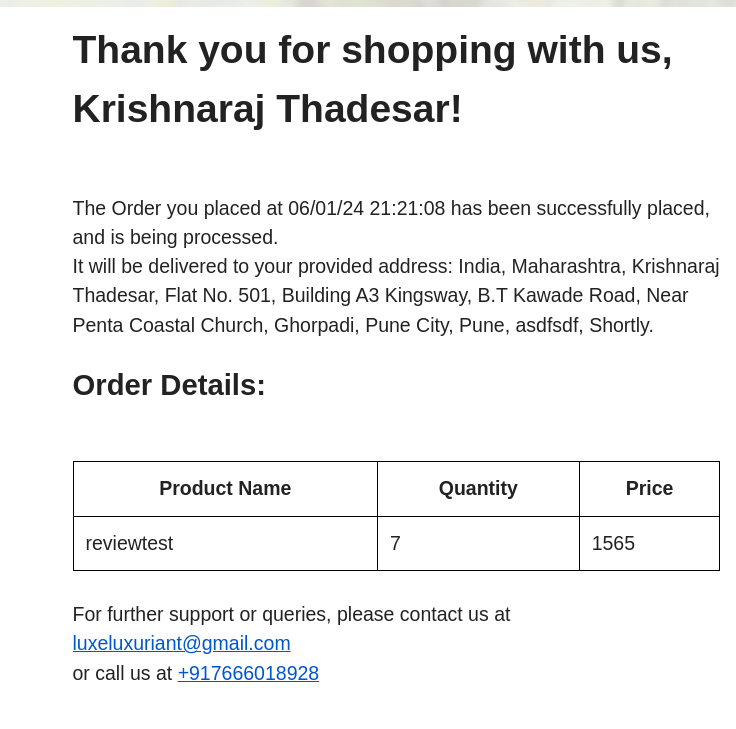 Thank you for shopping with us,
Krishnaraj Thadesar!
The Order you placed at 06/01/24 21:21:08 has been successfully placed,
and is being processed.
It will be delivered to your provided address: India, Maharashtra, Krishnaraj
Thadesar, Flat No. 501, Building A3 Kingsway, B.T Kawade Road, Near
Penta Coastal Church, Ghorpadi, Pune City, Pune, asdfsdf, Shortly.
Order Details:
Product Name Quantity Price
reviewtest 7 1565
For further support or queries, please contact us at
luxeluxuriant@gmail.com
or call us at +917666018928